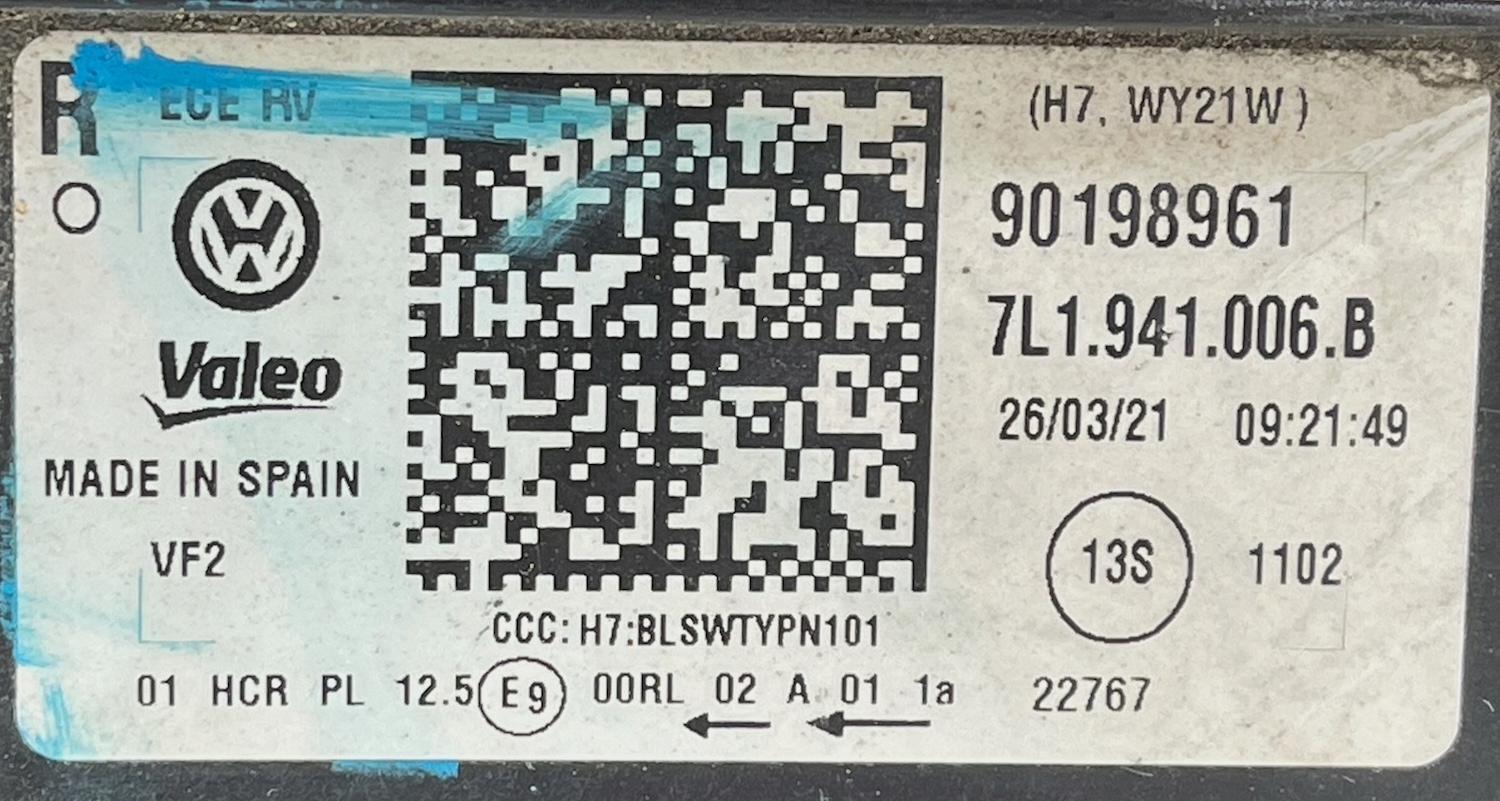 R ECE RV
(H7, WY21W)
90198961
7L1.941.006.B
Valeo
26/03/21 09:21:49
MADE IN SPAIN
VF2
13S 1102
CCC: H7:BLSWTYPN101
01 HCR PL 12.5 E9 00RL 02 A 01 1a 22767